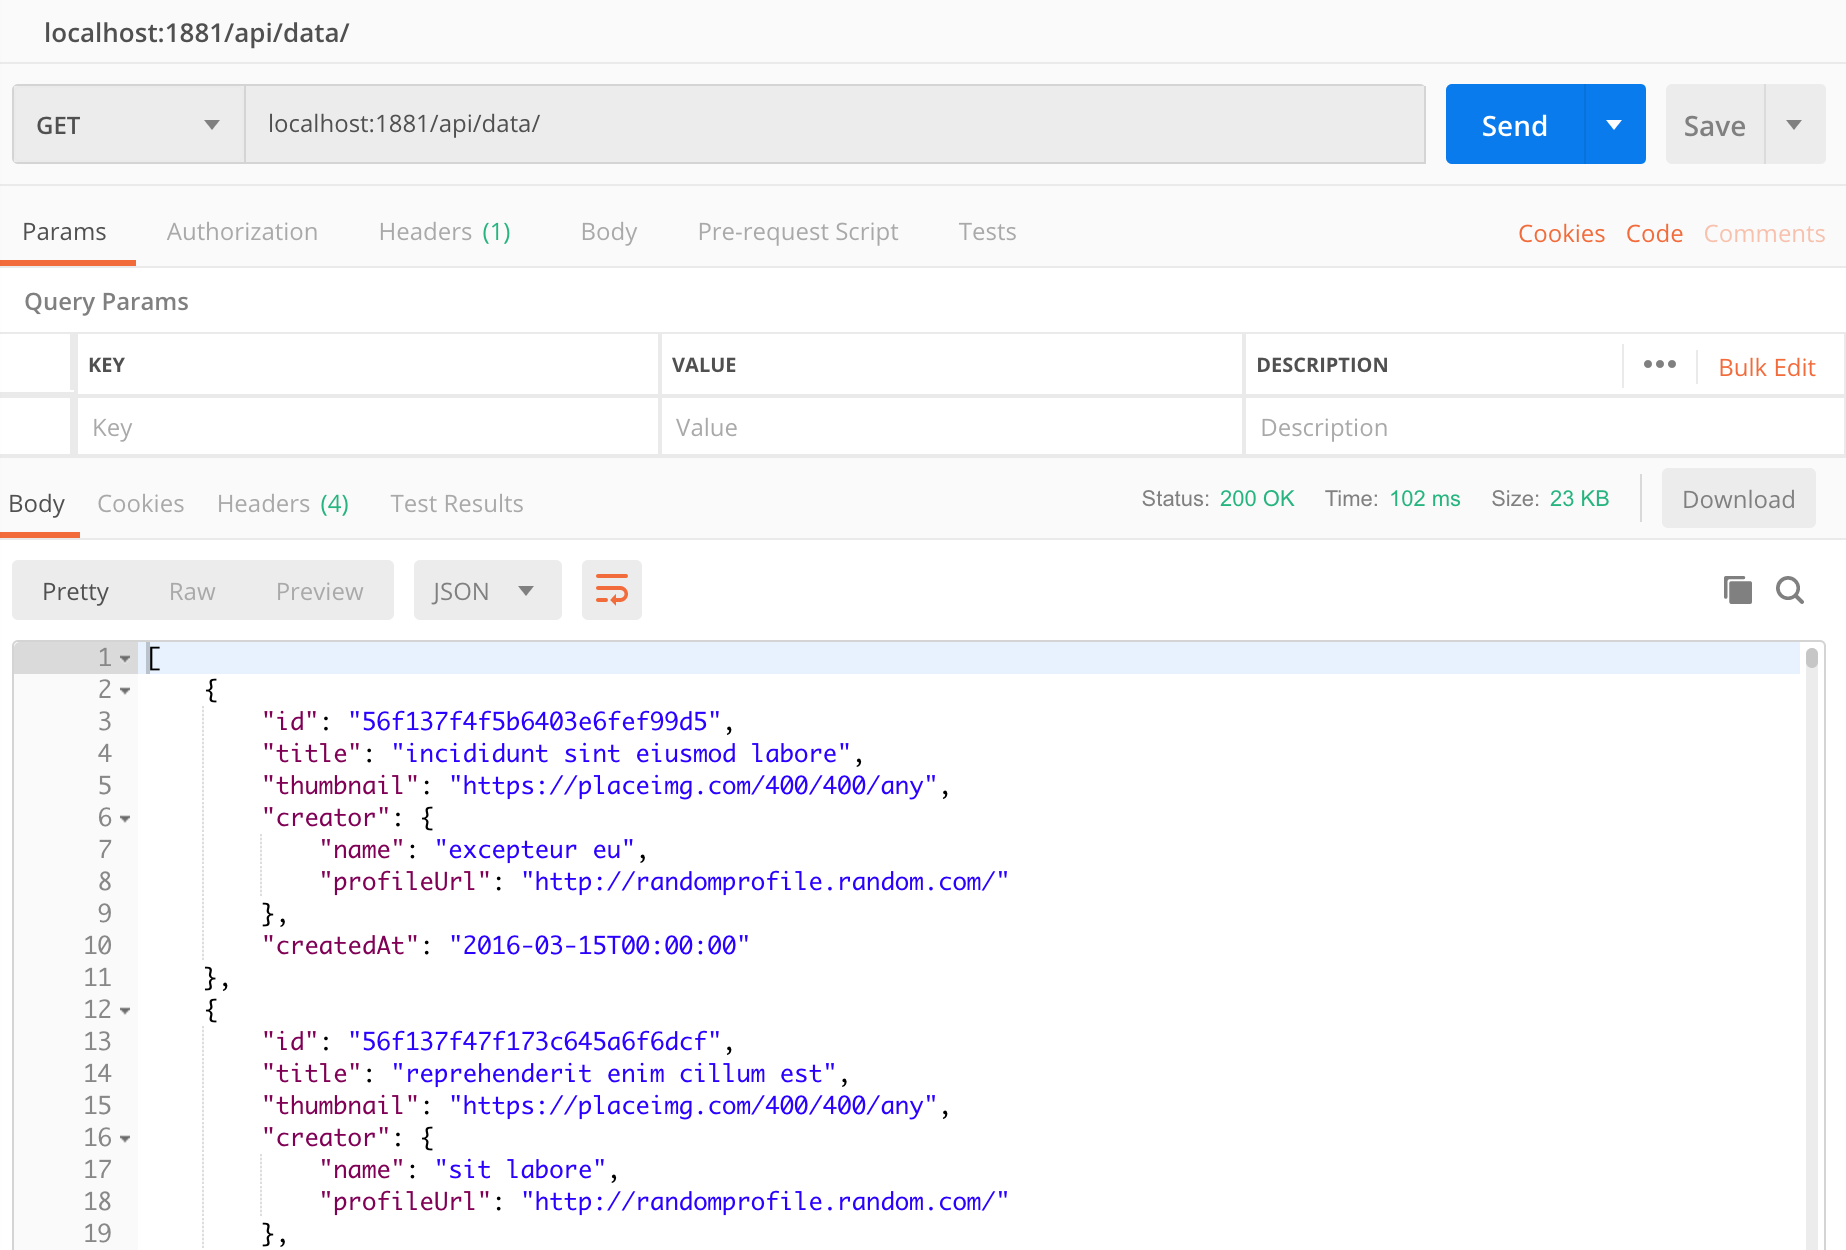 localhost:1881/api/data/
GET localhost:1881/api/data/ Send Save
Params Authorization Headers (1) Body Pre-request Script Tests Cookies Code Comments
Query Params
KEY VALUE DESCRIPTION ••• Bulk Edit
Key Value Description
Body Cookies Headers (4) Test Results Status: 200 OK Time: 102 ms Size: 23 KB Download
Pretty Raw Preview JSON
1 [
2 {
3 "id": "56f137f4f5b6403e6fef99d5",
4 "title": "incididunt sint eiusmod labore",
5 "thumbnail": "https://placeimg.com/400/400/any",
6 "creator": {
7 "name": "excepteur eu",
8 "profileUrl": "http://randomprofile.random.com/"
9 },
10 "createdAt": "2016-03-15T00:00:00"
11 },
12 {
13 "id": "56f137f47f173c645a6f6dcf",
14 "title": "reprehenderit enim cillum est",
15 "thumbnail": "https://placeimg.com/400/400/any",
16 "creator": {
17 "name": "sit labore",
18 "profileUrl": "http://randomprofile.random.com/"
19 },